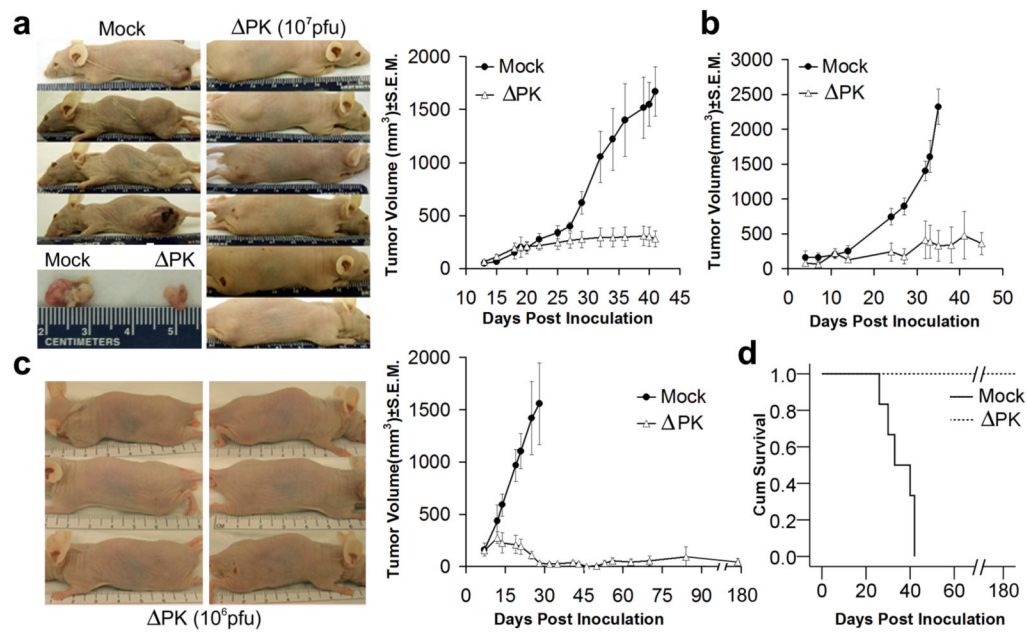 a
Mock
ΔPK (10⁷pfu)
Mock
ΔPK
2 3 4 5
CENTIMETERS
Tumor Volume (mm³)±S.E.M.
2000
1500
1000
500
0
Mock
ΔPK
10 15 20 25 30 35 40 45
Days Post Inoculation
b
Tumor Volume(mm³)±S.E.M.
3000
2500
2000
1500
1000
500
0
Mock
ΔPK
0 10 20 30 40 50
Days Post Inoculation
c
ΔPK (10⁶pfu)
Tumor Volume(mm³)±S.E.M.
2000
1500
1000
500
0
Mock
ΔPK
0 15 30 45 60 75 90 180
Days Post Inoculation
d
Cum Survival
1.0
0.8
0.6
0.4
0.2
0.0
Mock
ΔPK
0 20 40 60 180
Days Post Inoculation